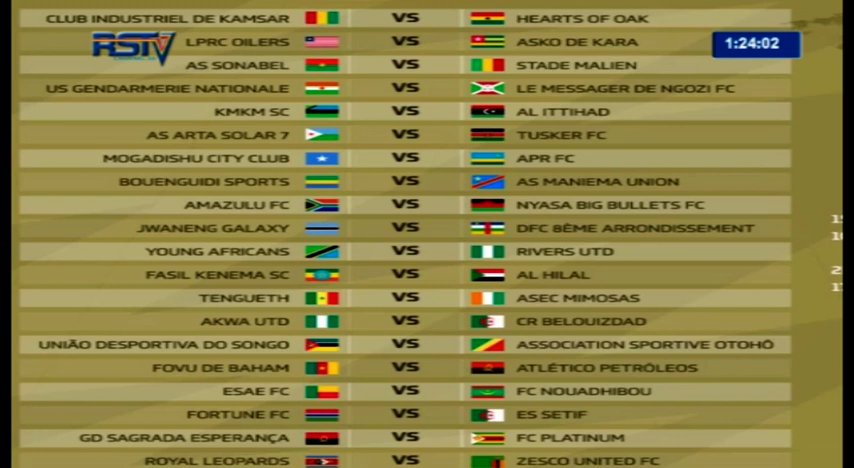 CLUB INDUSTRIEL DE KAMSAR VS HEARTS OF OAK
RSTV LPRC OILERS VS ASKO DE KARA 1:24:02
AS SONABEL VS STADE MALIEN
US GENDARMERIE NATIONALE VS LE MESSAGER DE NGOZI FC
KMKM SC VS AL ITTIHAD
AS ARTA SOLAR 7 VS TUSKER FC
MOGADISHU CITY CLUB VS APR FC
BOUENGUIDI SPORTS VS AS MANIEMA UNION
AMAZULU FC VS NYASA BIG BULLETS FC
JWANENG GALAXY VS DFC 8ÈME ARRONDISSEMENT
YOUNG AFRICANS VS RIVERS UTD
FASIL KENEMA SC VS AL HILAL
TENGUETH VS ASEC MIMOSAS
AKWA UTD VS CR BELOUIZDAD
UNIÃO DESPORTIVA DO SONGO VS ASSOCIATION SPORTIVE OTOHÔ
FOVU DE BAHAM VS ATLÉTICO PETRÓLEOS
ESAE FC VS FC NOUADHIBOU
FORTUNE FC VS ES SETIF
GD SAGRADA ESPERANÇA VS FC PLATINUM
ROYAL LEOPARDS VS ZESCO UNITED FC